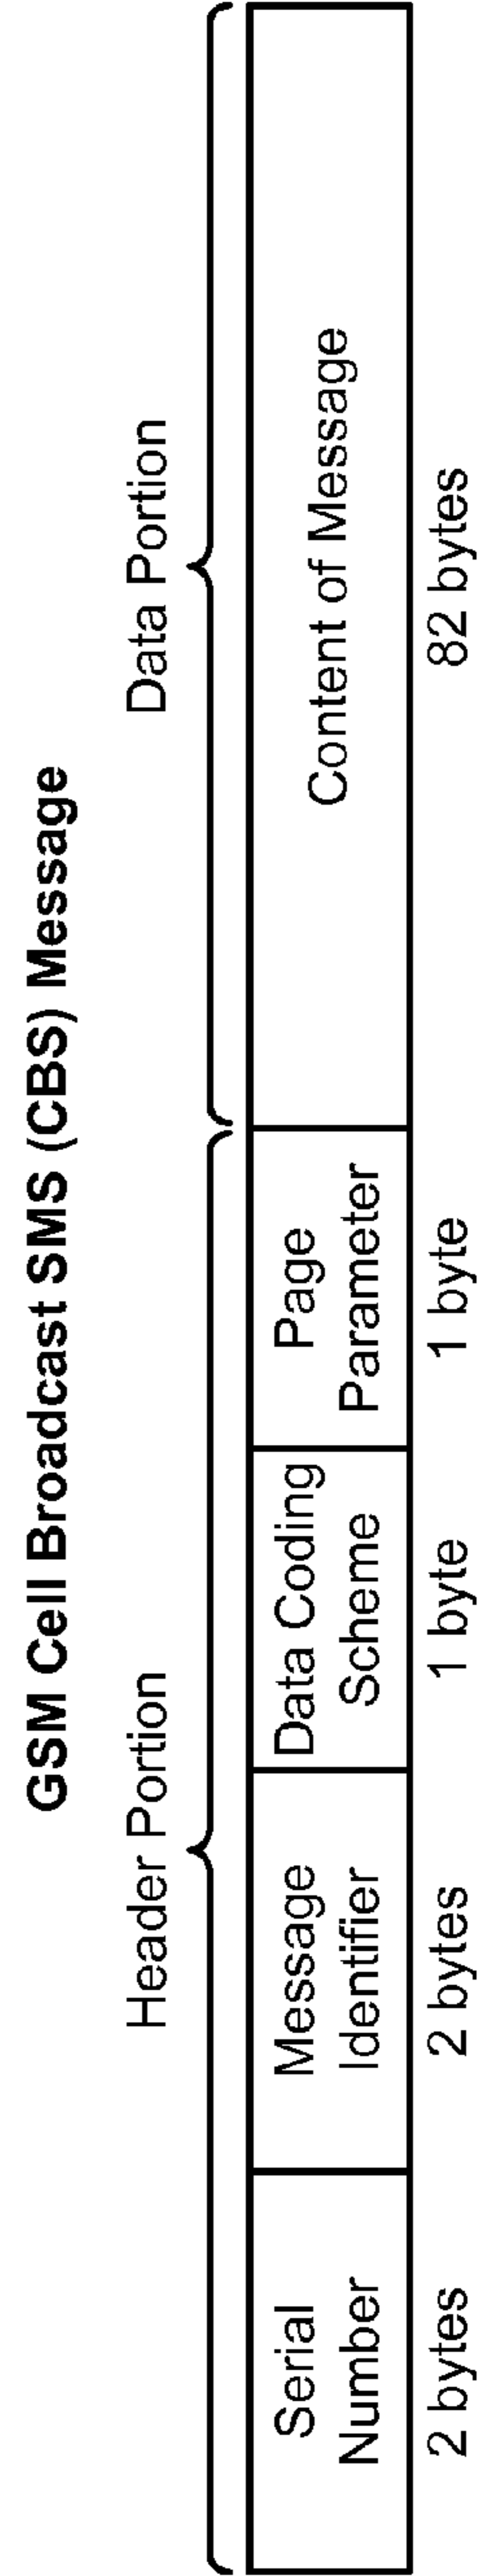 GSM Cell Broadcast SMS (CBS) Message
Header Portion
Data Portion
Serial
Number
Message
Identifier
Data Coding
Scheme
Page
Parameter
Content of Message
2 bytes
2 bytes
1 byte
1 byte
82 bytes